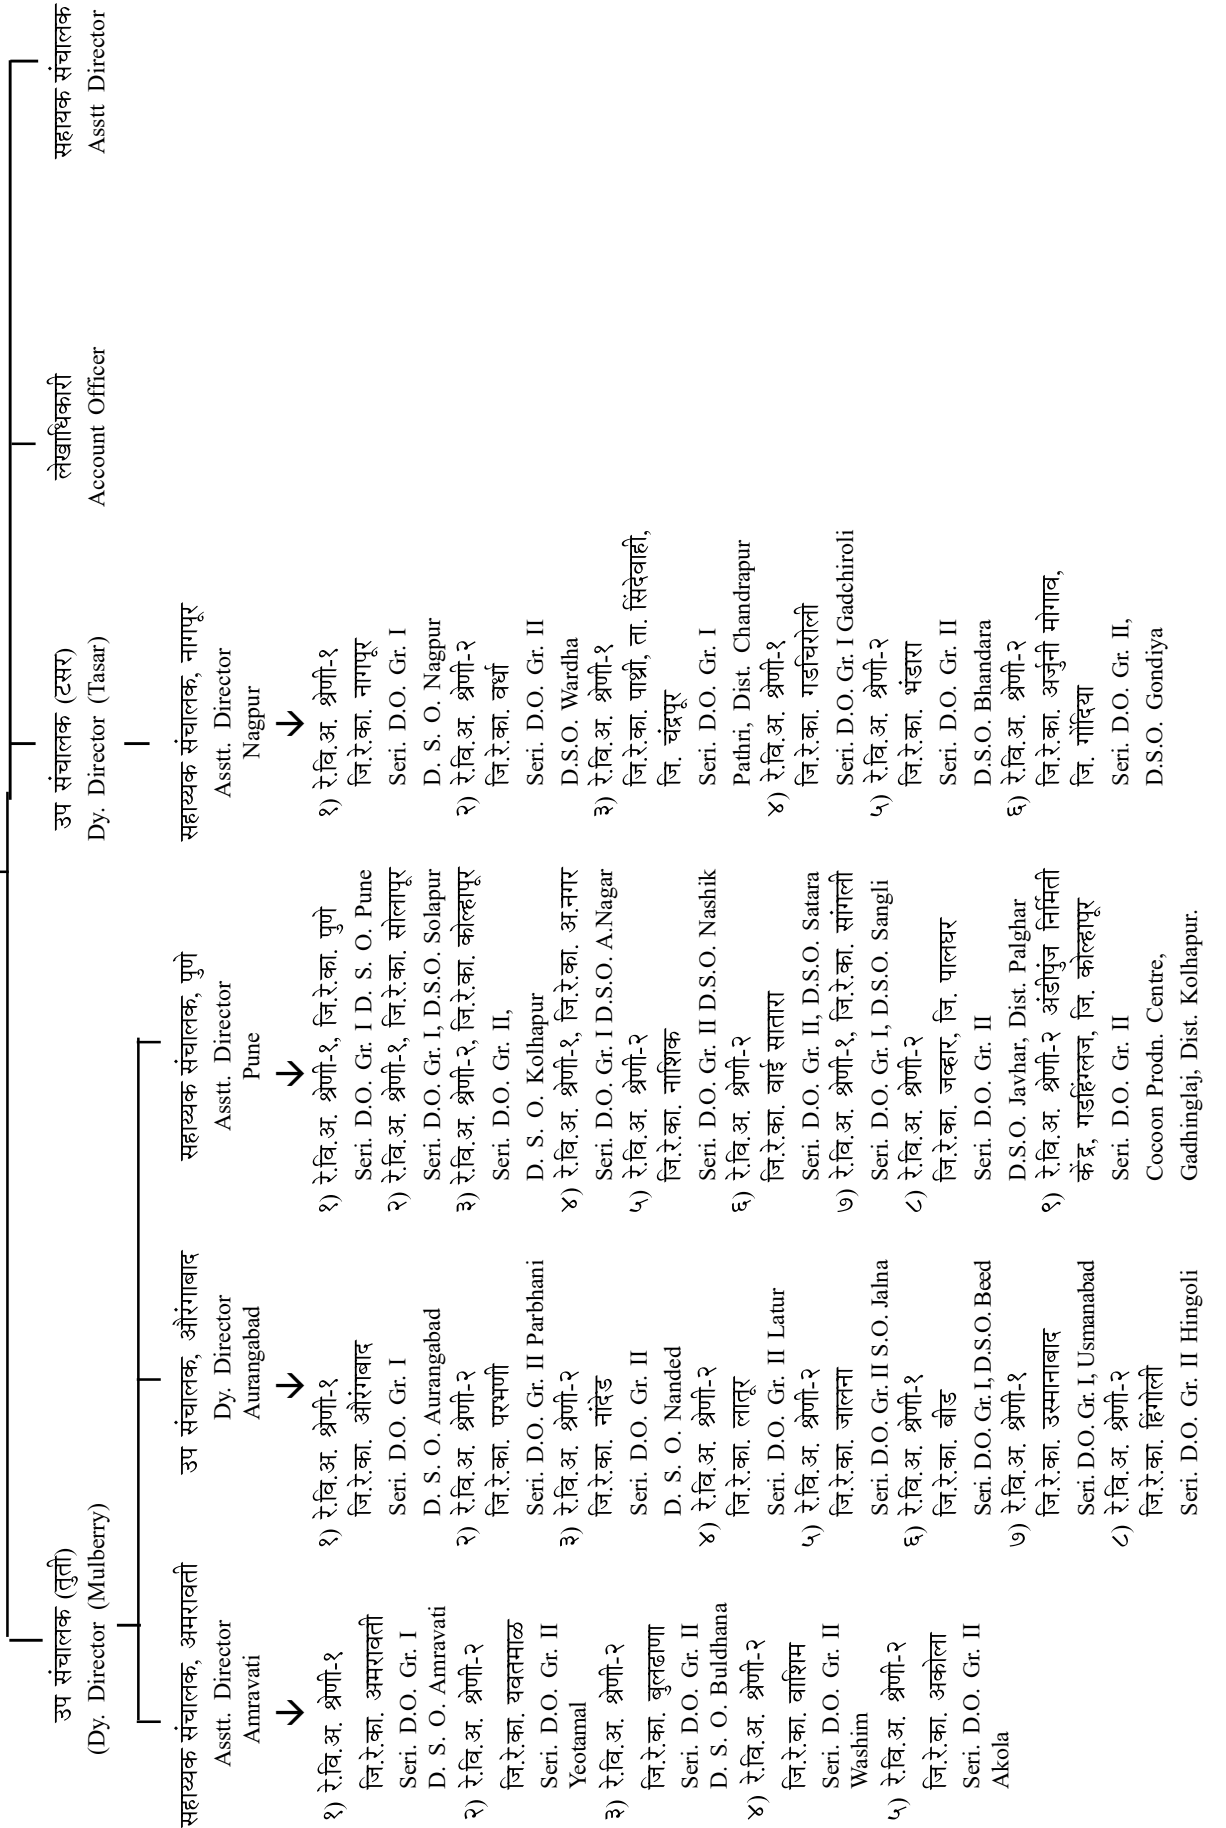 उप संचालक (तुती)
(Dy. Director (Mulberry)
उप संचालक (टसर)
Dy. Director (Tasar)
लेखाधिकारी
Account Officer
सहायक संचालक
Asstt Director
सहाय्यक संचालक, अमरावती
Asstt. Director
Amravati
१) रे.वि.अ. श्रेणी-१
जि.रे.का. अमरावती
Seri. D.O. Gr. I
D. S. O. Amravati
२) रे.वि.अ. श्रेणी-२
जि.रे.का. यवतमाळ
Seri. D.O. Gr. II
Yeotamal
३) रे.वि.अ. श्रेणी-२
जि.रे.का. बुलढाणा
Seri. D.O. Gr. II
D. S. O. Buldhana
४) रे.वि.अ. श्रेणी-२
जि.रे.का. वाशिम
Seri. D.O. Gr. II
Washim
५) रे.वि.अ. श्रेणी-२
जि.रे.का. अकोला
Seri. D.O. Gr. II
Akola
उप संचालक, औरंगाबाद
Dy. Director
Aurangabad
१) रे.वि.अ. श्रेणी-१
जि.रे.का. औरंगाबाद
Seri. D.O. Gr. I
D. S. O. Aurangabad
२) रे.वि.अ. श्रेणी-२
जि.रे.का. परभणी
Seri. D.O. Gr. II Parbhani
३) रे.वि.अ. श्रेणी-२
जि.रे.का. नांदेड
Seri. D.O. Gr. II
D. S. O. Nanded
४) रे.वि.अ. श्रेणी-२
जि.रे.का. लातूर
Seri. D.O. Gr. II Latur
५) रे.वि.अ. श्रेणी-२
जि.रे.का. जालना
Seri. D.O. Gr. II S.O. Jalna
६) रे.वि.अ. श्रेणी-१
जि.रे.का. बीड
Seri. D.O. Gr. I, D.S.O. Beed
७) रे.वि.अ. श्रेणी-१
जि.रे.का. उस्मानाबाद
Seri. D.O. Gr. I, Usmanabad
८) रे.वि.अ. श्रेणी-२
जि.रे.का. हिंगोली
Seri. D.O. Gr. II Hingoli
सहाय्यक संचालक, पुणे
Asstt. Director
Pune
१) रे.वि.अ. श्रेणी-१, जि.रे.का. पुणे
Seri. D.O. Gr. I D. S. O. Pune
२) रे.वि.अ. श्रेणी-१, जि.रे.का. सोलापूर
Seri. D.O. Gr. I, D.S.O. Solapur
३) रे.वि.अ. श्रेणी-२, जि.रे.का. कोल्हापूर
Seri. D.O. Gr. II,
D. S. O. Kolhapur
४) रे.वि.अ. श्रेणी-१, जि.रे.का. अ.नगर
Seri. D.O. Gr. I D.S.O. A.Nagar
५) रे.वि.अ. श्रेणी-२
जि.रे.का. नाशिक
Seri. D.O. Gr. II D.S.O. Nashik
६) रे.वि.अ. श्रेणी-२
जि.रे.का. वाई सातारा
Seri. D.O. Gr. II, D.S.O. Satara
७) रे.वि.अ. श्रेणी-१, जि.रे.का. सांगली
Seri. D.O. Gr. I, D.S.O. Sangli
८) रे.वि.अ. श्रेणी-२
जि.रे.का. जव्हार, जि. पालघर
Seri. D.O. Gr. II
D.S.O. Javhar, Dist. Palghar
९) रे.वि.अ. श्रेणी-२ अंडीपुंज निर्मिती
केंद्र, गडहिंग्लज, जि. कोल्हापूर
Seri. D.O. Gr. II
Cocoon Prodn. Centre,
Gadhinglaj, Dist. Kolhapur.
सहाय्यक संचालक, नागपूर
Asstt. Director
Nagpur
१) रे.वि.अ. श्रेणी-१
जि.रे.का. नागपूर
Seri. D.O. Gr. I
D. S. O. Nagpur
२) रे.वि.अ. श्रेणी-२
जि.रे.का. वर्धा
Seri. D.O. Gr. II
D.S.O. Wardha
३) रे.वि.अ. श्रेणी-१
जि.रे.का. पाथ्री, ता. सिंदेवाही,
जि. चंद्रपूर
Seri. D.O. Gr. I
Pathri, Dist. Chandrapur
४) रे.वि.अ. श्रेणी-१
जि.रे.का. गडचिरोली
Seri. D.O. Gr. I Gadchiroli
५) रे.वि.अ. श्रेणी-२
जि.रे.का. भंडारा
Seri. D.O. Gr. II
D.S.O. Bhandara
६) रे.वि.अ. श्रेणी-२
जि.रे.का. अर्जुनी मोगाव,
जि. गोंदिया
Seri. D.O. Gr. II,
D.S.O. Gondiya